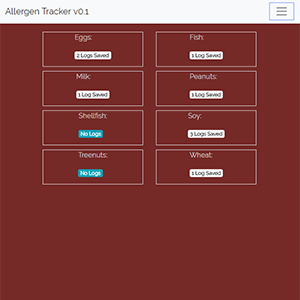 Allergen Tracker v0.1
Eggs:
2 Logs Saved
Fish:
1 Log Saved
Milk:
1 Log Saved
Peanuts:
1 Log Saved
Shellfish:
No Logs
Soy:
3 Logs Saved
Treenuts:
No Logs
Wheat:
1 Log Saved